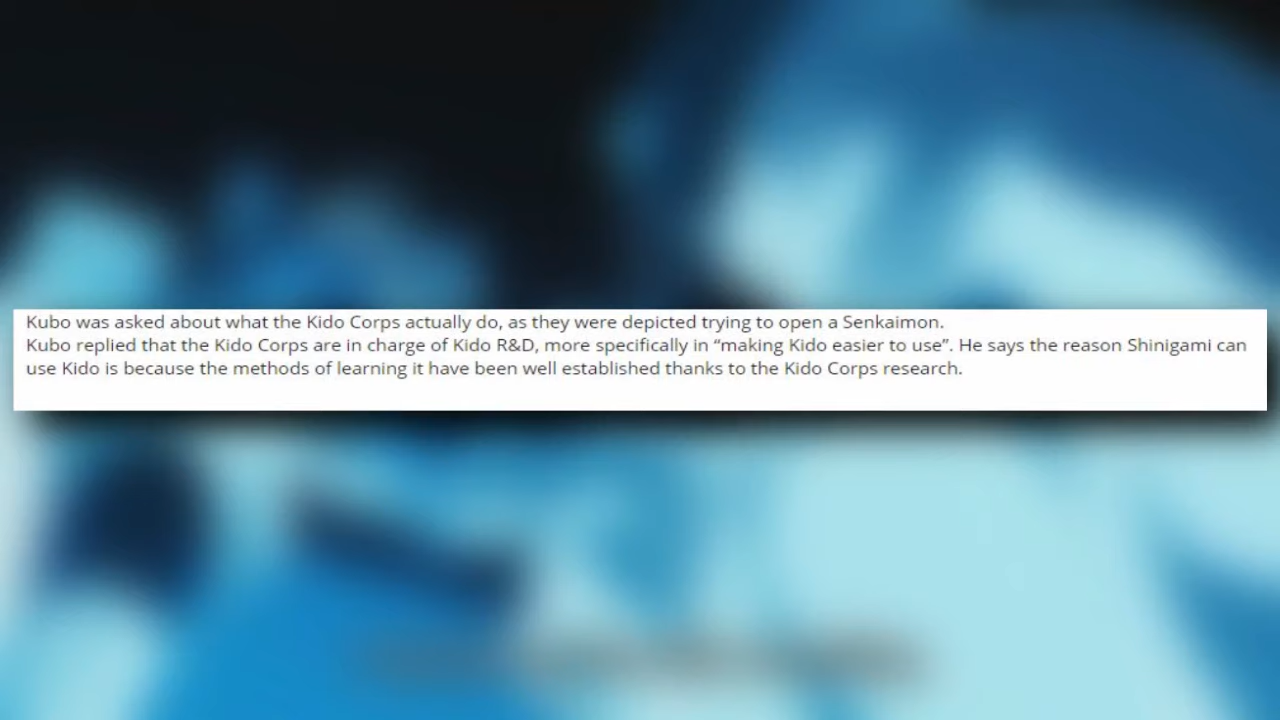 Kubo was asked about what the Kido Corps actually do, as they were depicted trying to open a Senkaimon.
Kubo replied that the Kido Corps are in charge of Kido R&D, more specifically in “making Kido easier to use”. He says the reason Shinigami can
use Kido is because the methods of learning it have been well established thanks to the Kido Corps research.